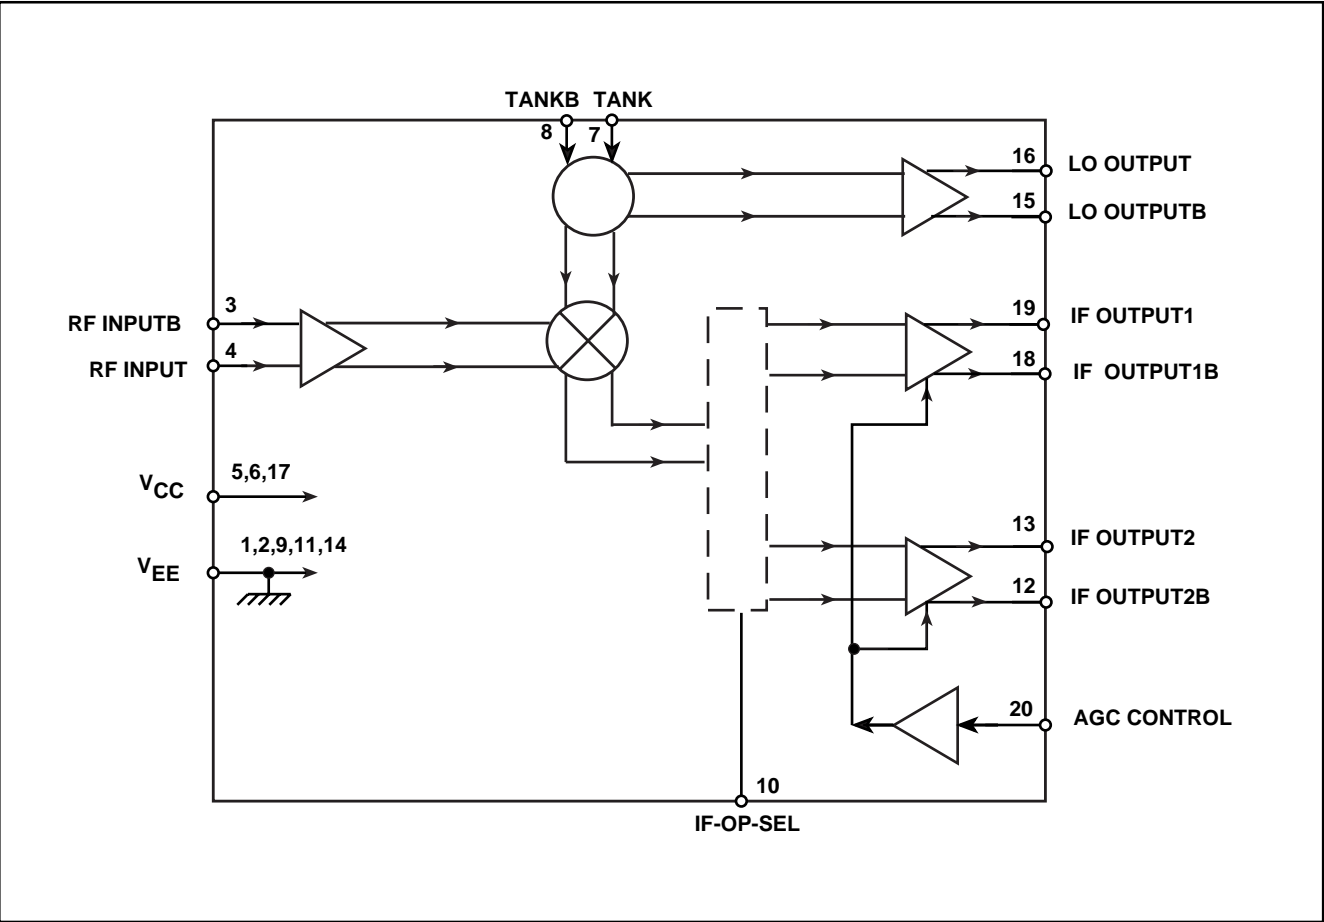 TANKB TANK
8 7
16 LO OUTPUT
15 LO OUTPUTB
RF INPUTB 3
RF INPUT 4
19 IF OUTPUT1
18 IF OUTPUT1B
VCC 5,6,17
VEE 1,2,9,11,14
13 IF OUTPUT2
12 IF OUTPUT2B
20 AGC CONTROL
10
IF-OP-SEL